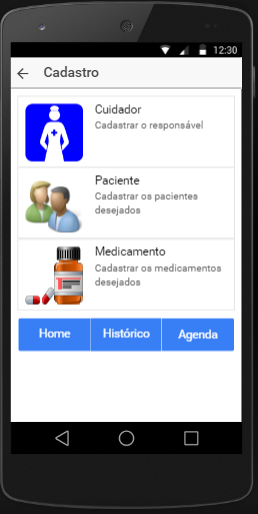 12:30
Cadastro
Cuidador
Cadastrar o responsável
Paciente
Cadastrar os pacientes
desejados
Medicamento
Cadastrar os medicamentos
desejados
Home Histórico Agenda